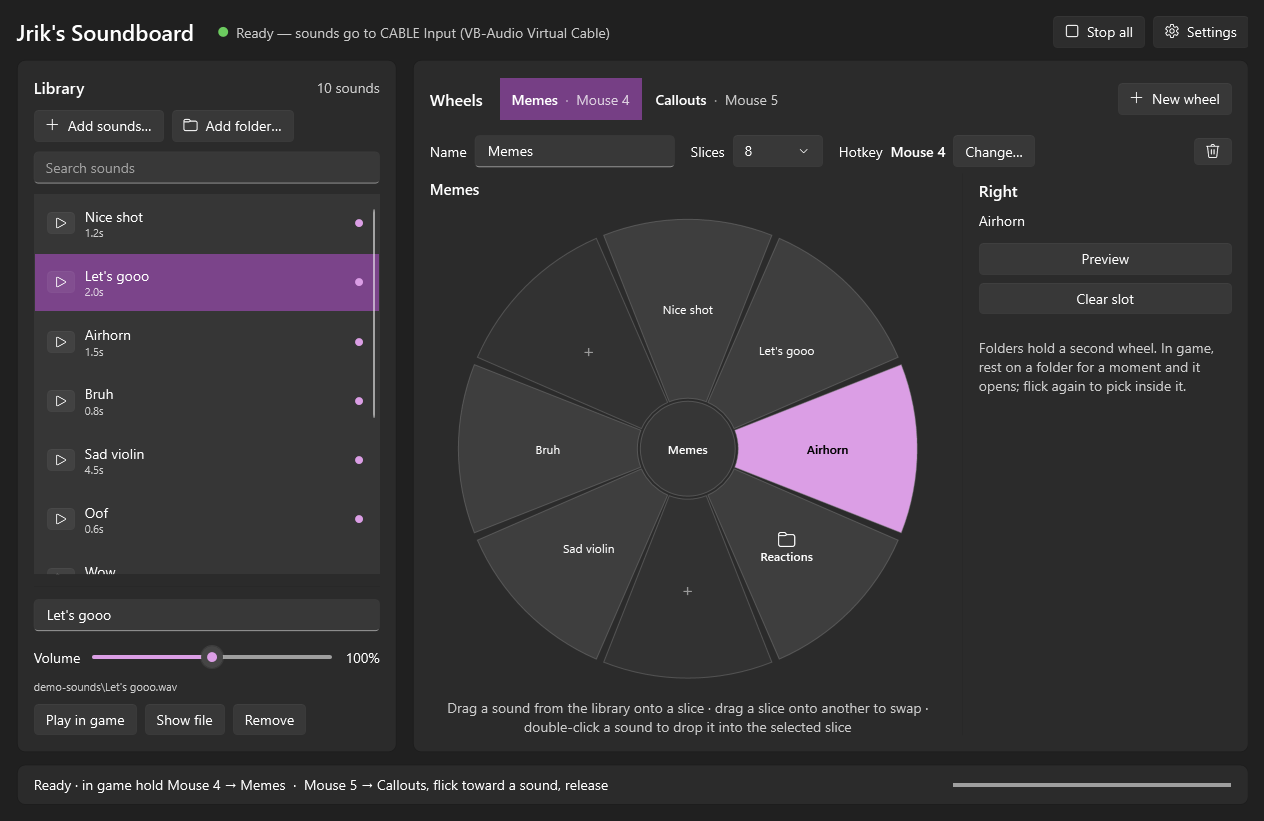 Jrik's Soundboard
Ready — sounds go to CABLE Input (VB-Audio Virtual Cable)
Stop all
Settings
Library
10 sounds
Add sounds...
Add folder...
Search sounds
Nice shot
1.2s
Let's gooo
2.0s
Airhorn
1.5s
Bruh
0.8s
Sad violin
4.5s
Oof
0.6s
Wow
Let's gooo
Volume
100%
demo-sounds\Let's gooo.wav
Play in game
Show file
Remove
Wheels
Memes · Mouse 4
Callouts · Mouse 5
New wheel
Name
Memes
Slices
8
Hotkey Mouse 4
Change...
Memes
Nice shot
Let's gooo
+
Bruh
Memes
Airhorn
Sad violin
Reactions
+
Drag a sound from the library onto a slice · drag a slice onto another to swap ·
double-click a sound to drop it into the selected slice
Right
Airhorn
Preview
Clear slot
Folders hold a second wheel. In game,
rest on a folder for a moment and it
opens; flick again to pick inside it.
Ready · in game hold Mouse 4 → Memes · Mouse 5 → Callouts, flick toward a sound, release